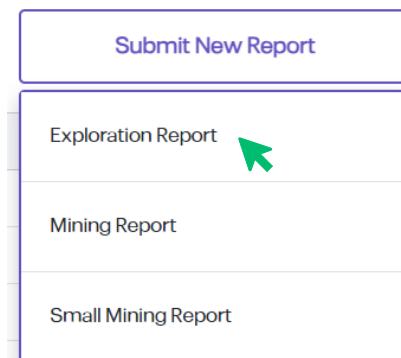 Submit New Report
Exploration Report
Mining Report
Small Mining Report